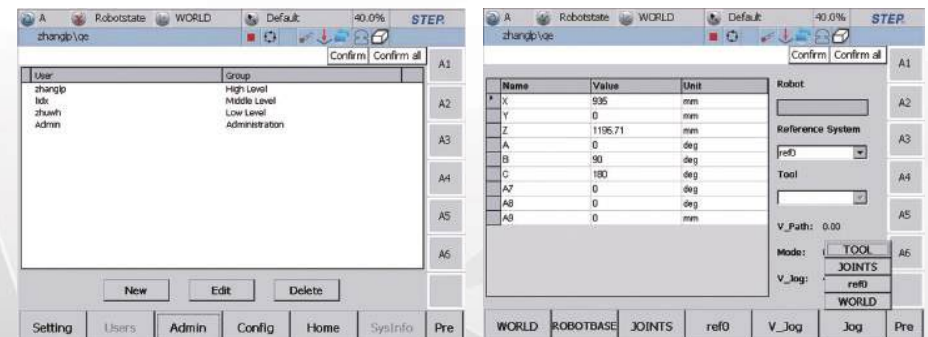 A Robotstate WORLD Default 40.0% STEP
zhanglp\qe
Confirm Confirm all
User Group
zhanglp High Level
lidx Middle Level
zhuwh Low Level
Admin Administration
A1
A2
A3
A4
A5
A6
New Edit Delete
Setting Users Admin Config Home SysInfo Pre
A Robotstate WORLD Default 40.0% STEP
zhanglp\qe
Confirm Confirm all
Name Value Unit
X 935 mm
Y 0 mm
Z 1196.71 mm
A 0 deg
B 90 deg
C 180 deg
A7 0 deg
A8 0 deg
A9 0 mm
Robot
Reference System
ref0
Tool
V_Path: 0.00
Mode:
V_Jog:
TOOL
JOINTS
ref0
WORLD
A1
A2
A3
A4
A5
A6
WORLD ROBOTBASE JOINTS ref0 V_Jog Jog Pre